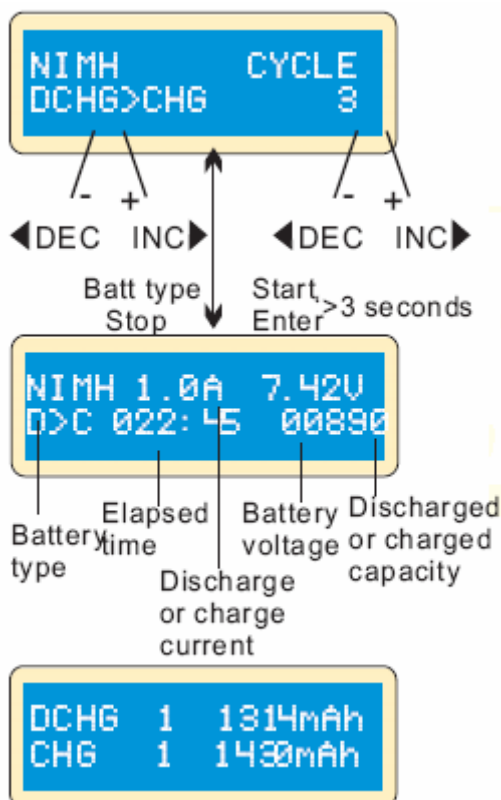 NIMH CYCLE
DCHG>CHG 3
- + - +
◀DEC INC▶ ◀DEC INC▶
Batt type
Stop
Start
Enter
>3 seconds
NIMH 1.0A 7.42V
D>C 022:45 00890
Battery
type
Elapsed
time
Discharge
or charge
current
Battery
voltage
Discharged
or charged
capacity
DCHG 1 1314mAh
CHG 1 1430mAh